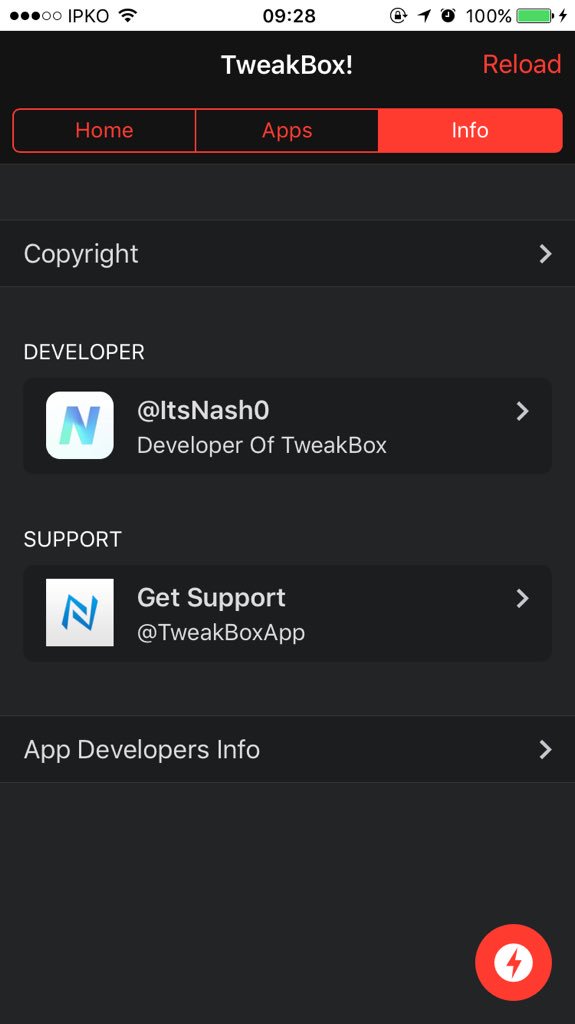 IPKO 09:28 100%
TweakBox! Reload
Home Apps Info
Copyright
DEVELOPER
@ItsNash0
Developer Of TweakBox
SUPPORT
Get Support
@TweakBoxApp
App Developers Info